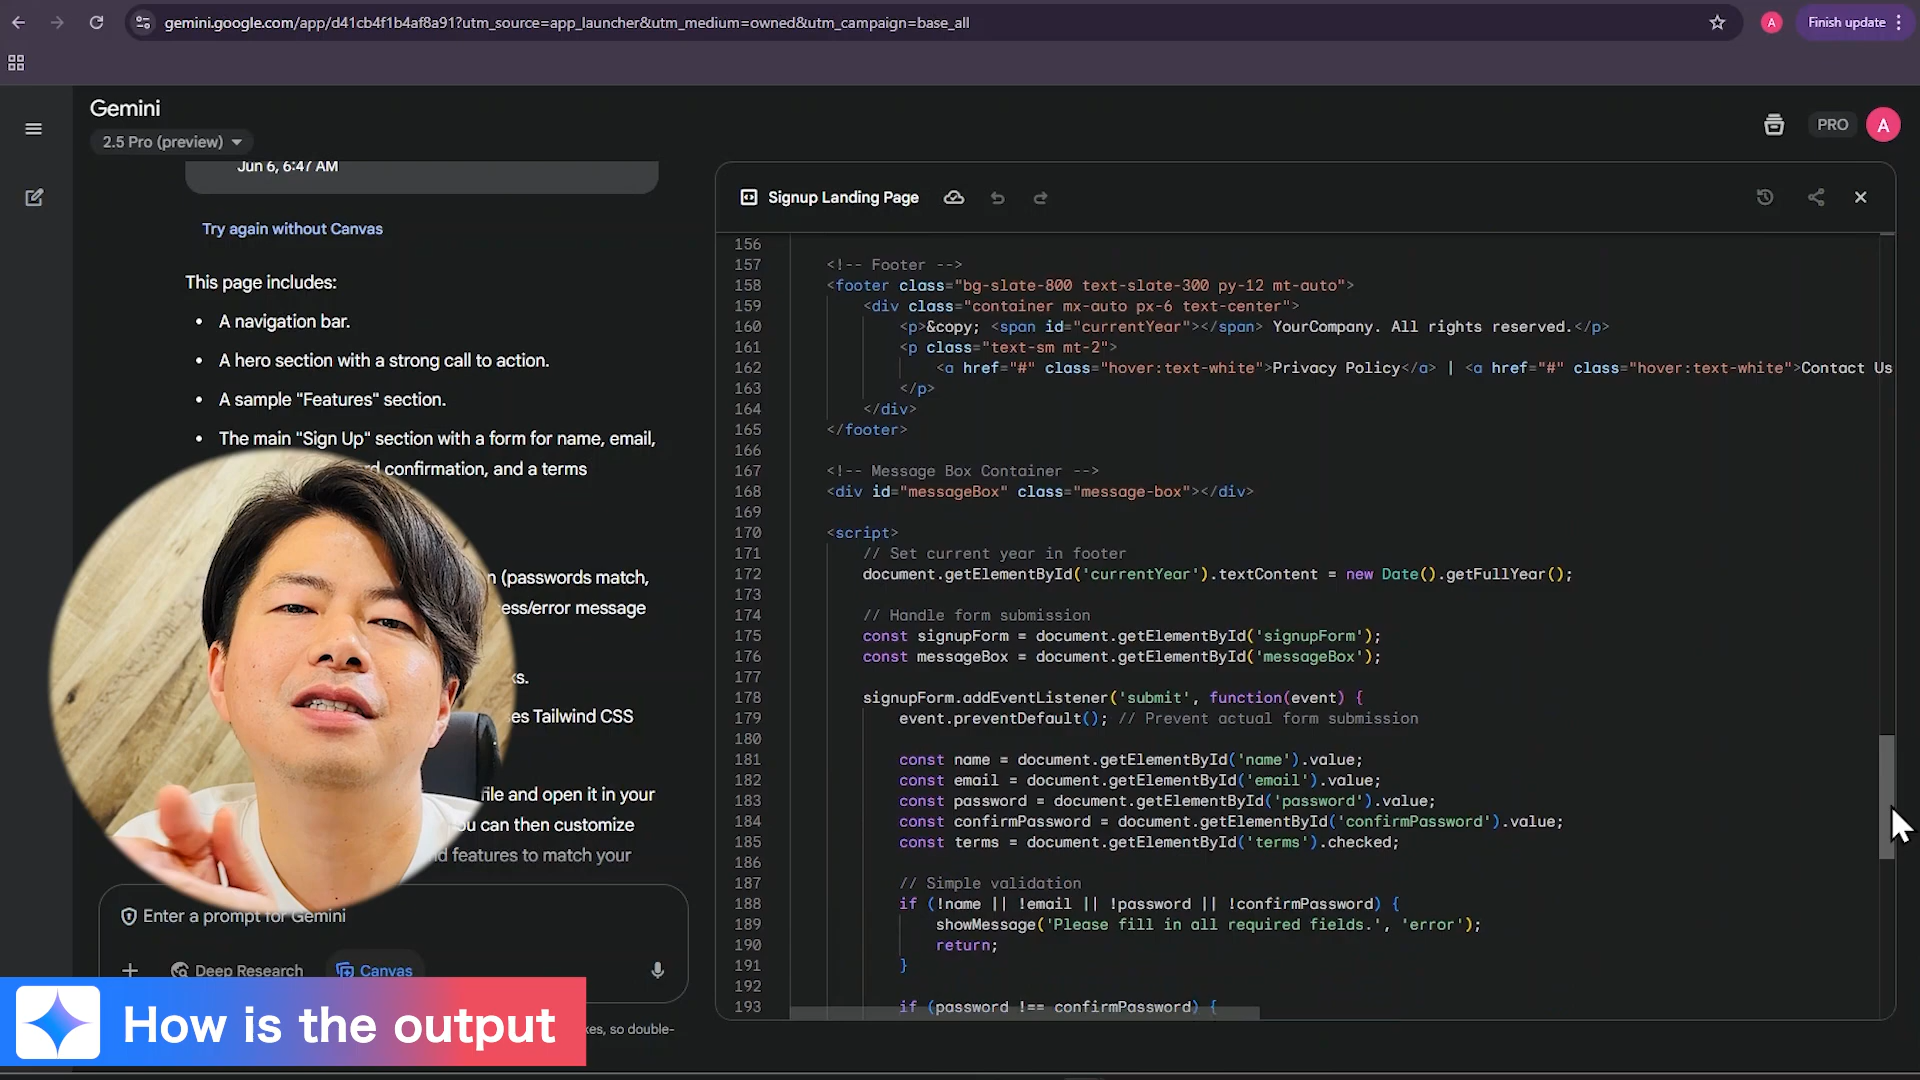 gemini.google.com/app/d41cb4f1b4af8a91?utm_source=app_launcher&utm_medium=owned&utm_campaign=base_all
A
Finish update
Gemini
2.5 Pro (preview)
PRO
A
Jun 6, 6:47 AM
Try again without Canvas
This page includes:
• A navigation bar.
• A hero section with a strong call to action.
• A sample "Features" section.
• The main "Sign Up" section with a form for name, email,
confirmation, and a terms
(passwords match,
message
Tailwind CSS
file and open it in your
can then customize
features to match your
Enter a prompt for Gemini
Deep Research
Canvas
so double-
How is the output
Signup Landing Page
156
157 <!-- Footer -->
158 <footer class="bg-slate-800 text-slate-300 py-12 mt-auto">
159 <div class="container mx-auto px-6 text-center">
160 <p>&copy; <span id="currentYear"></span> YourCompany. All rights reserved.</p>
161 <p class="text-sm mt-2">
162 <a href="#" class="hover:text-white">Privacy Policy</a> | <a href="#" class="hover:text-white">Contact Us
163 </p>
164 </div>
165 </footer>
166
167 <!-- Message Box Container -->
168 <div id="messageBox" class="message-box"></div>
169
170 <script>
171 // Set current year in footer
172 document.getElementById('currentYear').textContent = new Date().getFullYear();
173
174 // Handle form submission
175 const signupForm = document.getElementById('signupForm');
176 const messageBox = document.getElementById('messageBox');
177
178 signupForm.addEventListener('submit', function(event) {
179 event.preventDefault(); // Prevent actual form submission
180
181 const name = document.getElementById('name').value;
182 const email = document.getElementById('email').value;
183 const password = document.getElementById('password').value;
184 const confirmPassword = document.getElementById('confirmPassword').value;
185 const terms = document.getElementById('terms').checked;
186
187 // Simple validation
188 if (!name || !email || !password || !confirmPassword) {
189 showMessage('Please fill in all required fields.', 'error');
190 return;
191 }
192
193 if (password !== confirmPassword) {